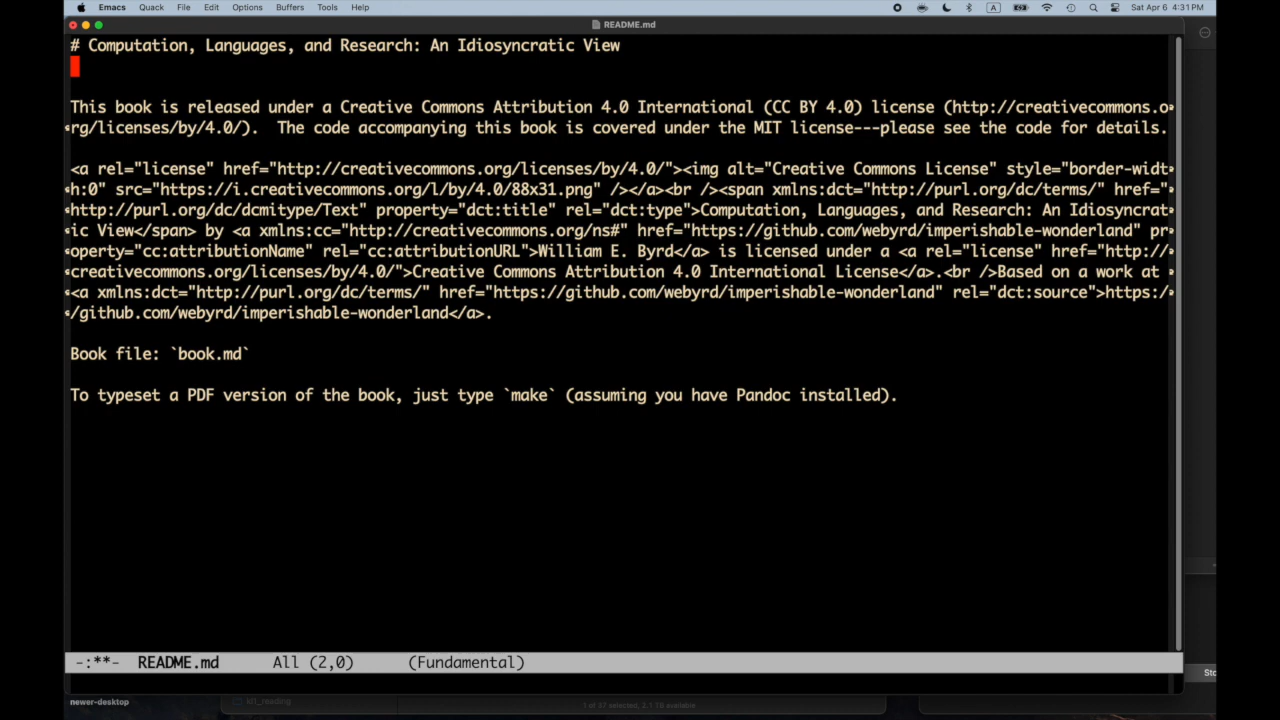 Emacs Quack File Edit Options Buffers Tools Help A Sat Apr 6 4:31 PM
README.md
# Computation, Languages, and Research: An Idiosyncratic View
This book is released under a Creative Commons Attribution 4.0 International (CC BY 4.0) license (http://creativecommons.o
rg/licenses/by/4.0/).  The code accompanying this book is covered under the MIT license---please see the code for details.
<a rel="license" href="http://creativecommons.org/licenses/by/4.0/"><img alt="Creative Commons License" style="border-widt
h:0" src="https://i.creativecommons.org/l/by/4.0/88x31.png" /></a><br /><span xmlns:dct="http://purl.org/dc/terms/" href="
http://purl.org/dc/dcmitype/Text" property="dct:title" rel="dct:type">Computation, Languages, and Research: An Idiosyncrat
ic View</span> by <a xmlns:cc="http://creativecommons.org/ns#" href="https://github.com/webyrd/imperishable-wonderland" pr
operty="cc:attributionName" rel="cc:attributionURL">William E. Byrd</a> is licensed under a <a rel="license" href="http://
creativecommons.org/licenses/by/4.0/">Creative Commons Attribution 4.0 International License</a>.<br />Based on a work at
<a xmlns:dct="http://purl.org/dc/terms/" href="https://github.com/webyrd/imperishable-wonderland" rel="dct:source">https:/
/github.com/webyrd/imperishable-wonderland</a>.
Book file: `book.md`
To typeset a PDF version of the book, just type `make` (assuming you have Pandoc installed).
-:**-  README.md      All (2,0)      (Fundamental)
Sto
newer-desktop
kl1_reading
1 of 37 selected, 2.1 TB available